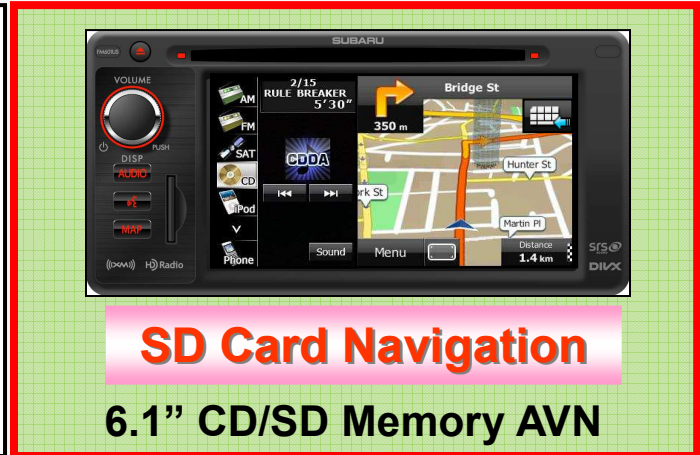 SUBARU
VOLUME
PUSH
DISP
AUDIO
MAP
((XM)) HD Radio
AM
FM
SAT
CD
iPod
Phone
2/15
RULE BREAKER
5'30"
CDDA
Sound
350 m
Bridge St
Hunter St
rk St
Martin Pl
Menu
Distance
1.4 km
SRS
DIVX
SD Card Navigation
6.1” CD/SD Memory AVN